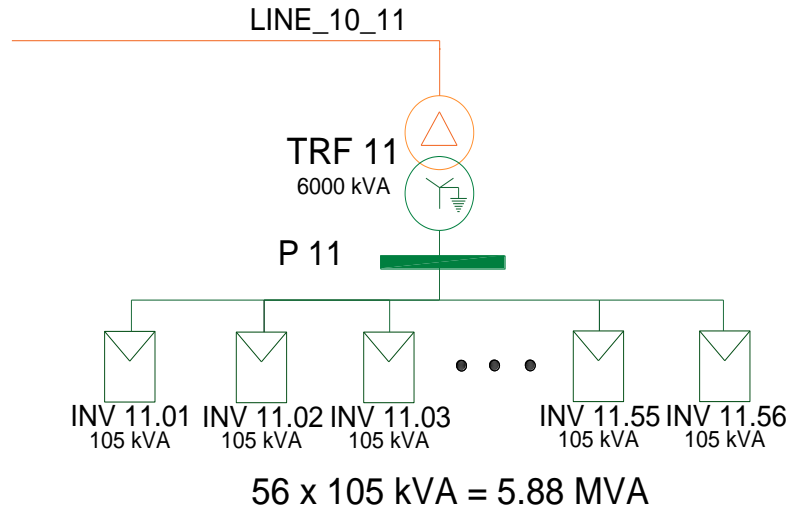 LINE_10_11
TRF 11
6000 kVA
P 11
INV 11.01 INV 11.02 INV 11.03 INV 11.55 INV 11.56
105 kVA 105 kVA 105 kVA 105 kVA 105 kVA
56 x 105 kVA = 5.88 MVA